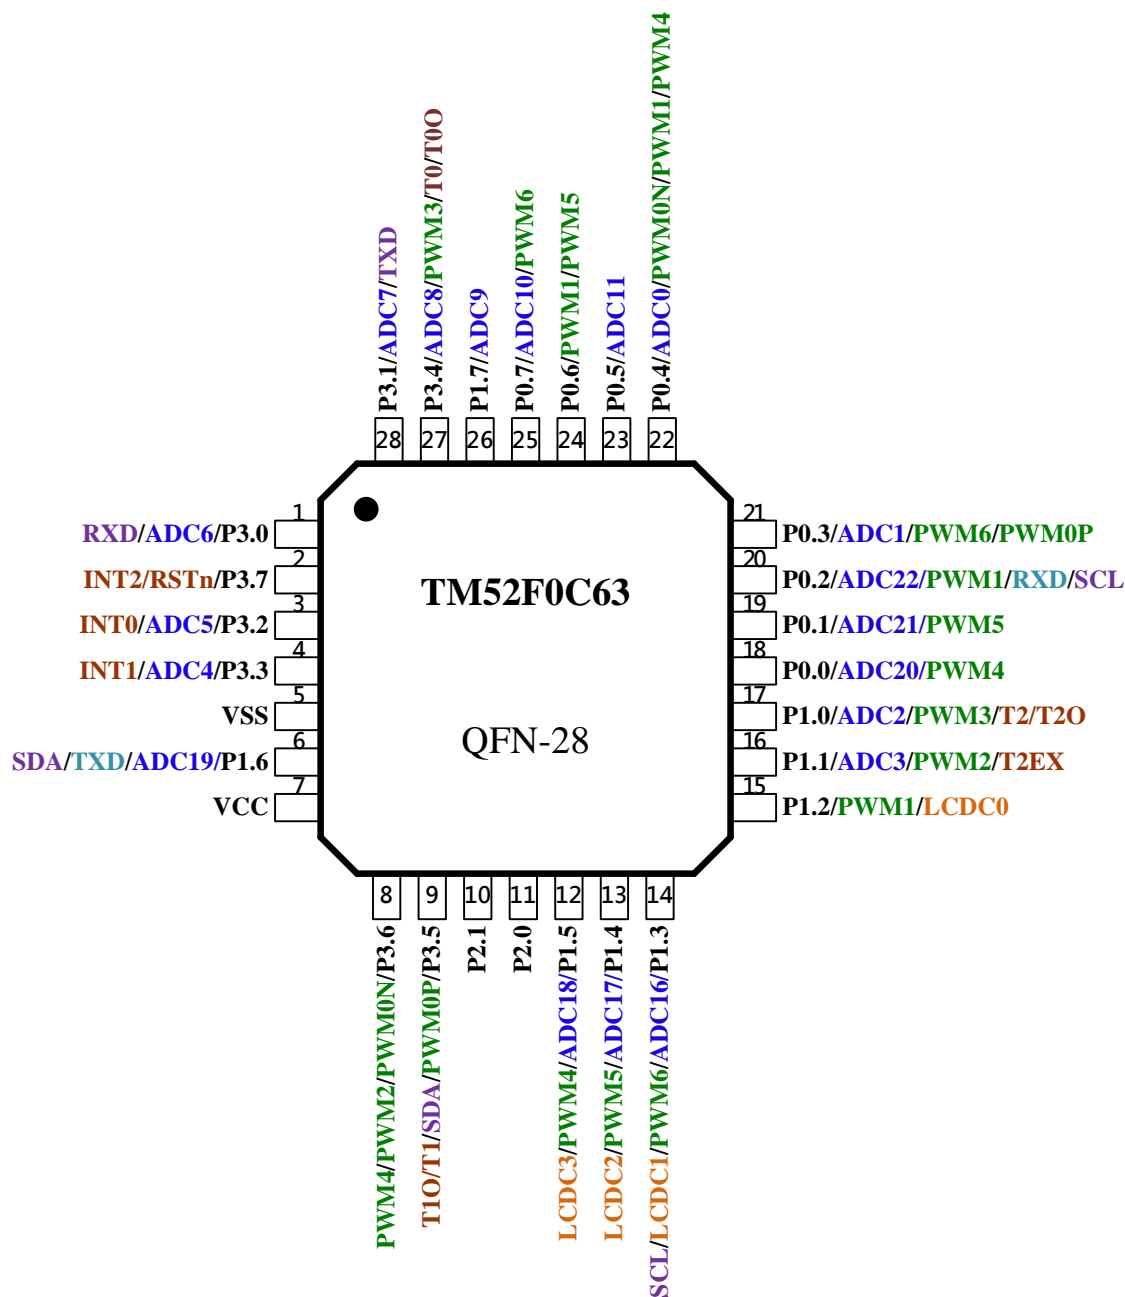 P3.1/ADC7/TXD
P3.4/ADC8/PWM3/T0/T0O
P1.7/ADC9
P0.7/ADC10/PWM6
P0.6/PWM1/PWM5
P0.5/ADC11
P0.4/ADC0/PWM0N/PWM1/PWM4
28
27
26
25
24
23
22
1
RXD/ADC6/P3.0
2
INT2/RSTn/P3.7
3
INT0/ADC5/P3.2
4
INT1/ADC4/P3.3
5
VSS
6
SDA/TXD/ADC19/P1.6
7
VCC
TM52F0C63
QFN-28
21
P0.3/ADC1/PWM6/PWM0P
20
P0.2/ADC22/PWM1/RXD/SCL
19
P0.1/ADC21/PWM5
18
P0.0/ADC20/PWM4
17
P1.0/ADC2/PWM3/T2/T2O
16
P1.1/ADC3/PWM2/T2EX
15
P1.2/PWM1/LCDC0
8
9
10
11
12
13
14
PWM4/PWM2/PWM0N/P3.6
T1O/T1/SDA/PWM0P/P3.5
P2.1
P2.0
LCDC3/PWM4/ADC18/P1.5
LCDC2/PWM5/ADC17/P1.4
SCL/LCDC1/PWM6/ADC16/P1.3